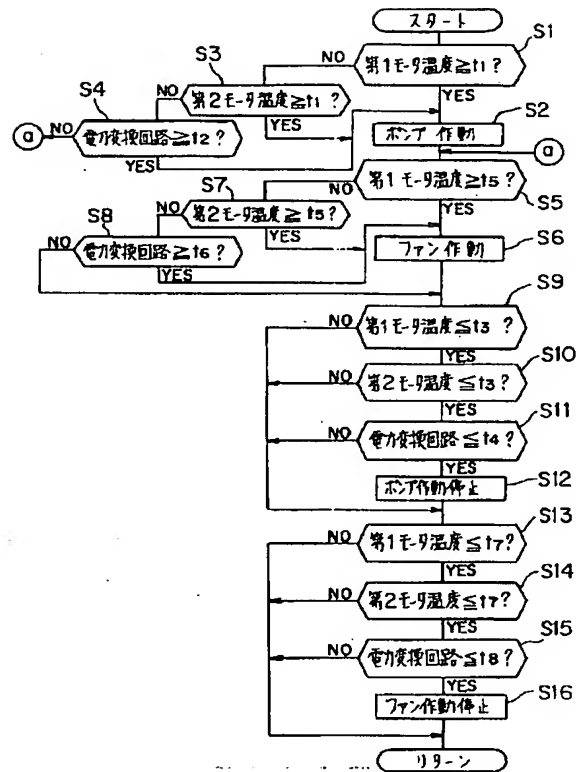 スタート
S1
第1モータ温度≧t1?
NO
YES
S3
第2モータ温度≧t1?
NO
YES
S4
電力変換回路≧t2?
NO
YES
a
S2
ポンプ作動
a
第1モータ温度≧t5?
NO
YES
S5
S7
第2モータ温度≧t5?
NO
YES
S8
電力変換回路≧t6?
NO
YES
S6
ファン作動
S9
第1モータ温度≦t3?
NO
YES
S10
第2モータ温度≦t3?
NO
YES
S11
電力変換回路≦t4?
NO
YES
S12
ポンプ作動停止
S13
第1モータ温度≦t7?
NO
YES
S14
第2モータ温度≦t7?
NO
YES
S15
電力変換回路≦t8?
NO
YES
S16
ファン作動停止
リターン